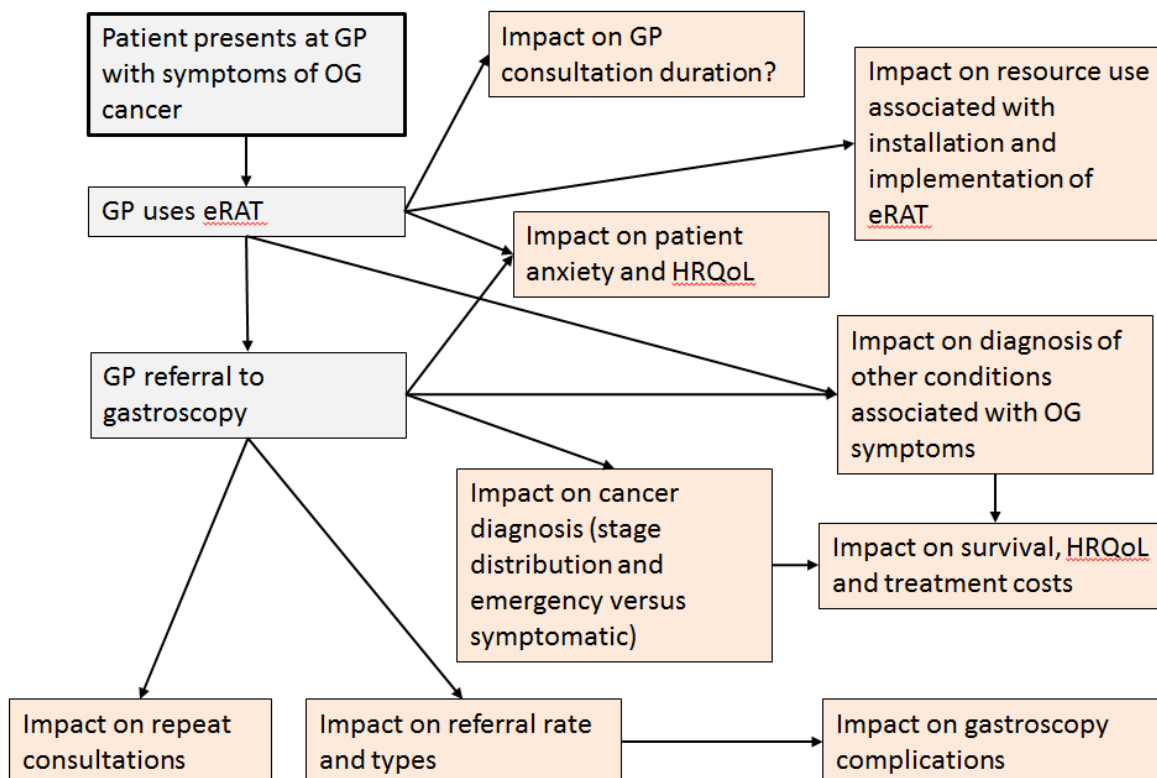 Patient presents at GP
with symptoms of OG
cancer
Impact on GP
consultation duration?
Impact on resource use
associated with
installation and
implementation of
eRAT
GP uses eRAT
Impact on patient
anxiety and HRQoL
GP referral to
gastroscopy
Impact on diagnosis of
other conditions
associated with OG
symptoms
Impact on cancer
diagnosis (stage
distribution and
emergency versus
symptomatic)
Impact on survival, HRQoL
and treatment costs
Impact on repeat
consultations
Impact on referral rate
and types
Impact on gastroscopy
complications